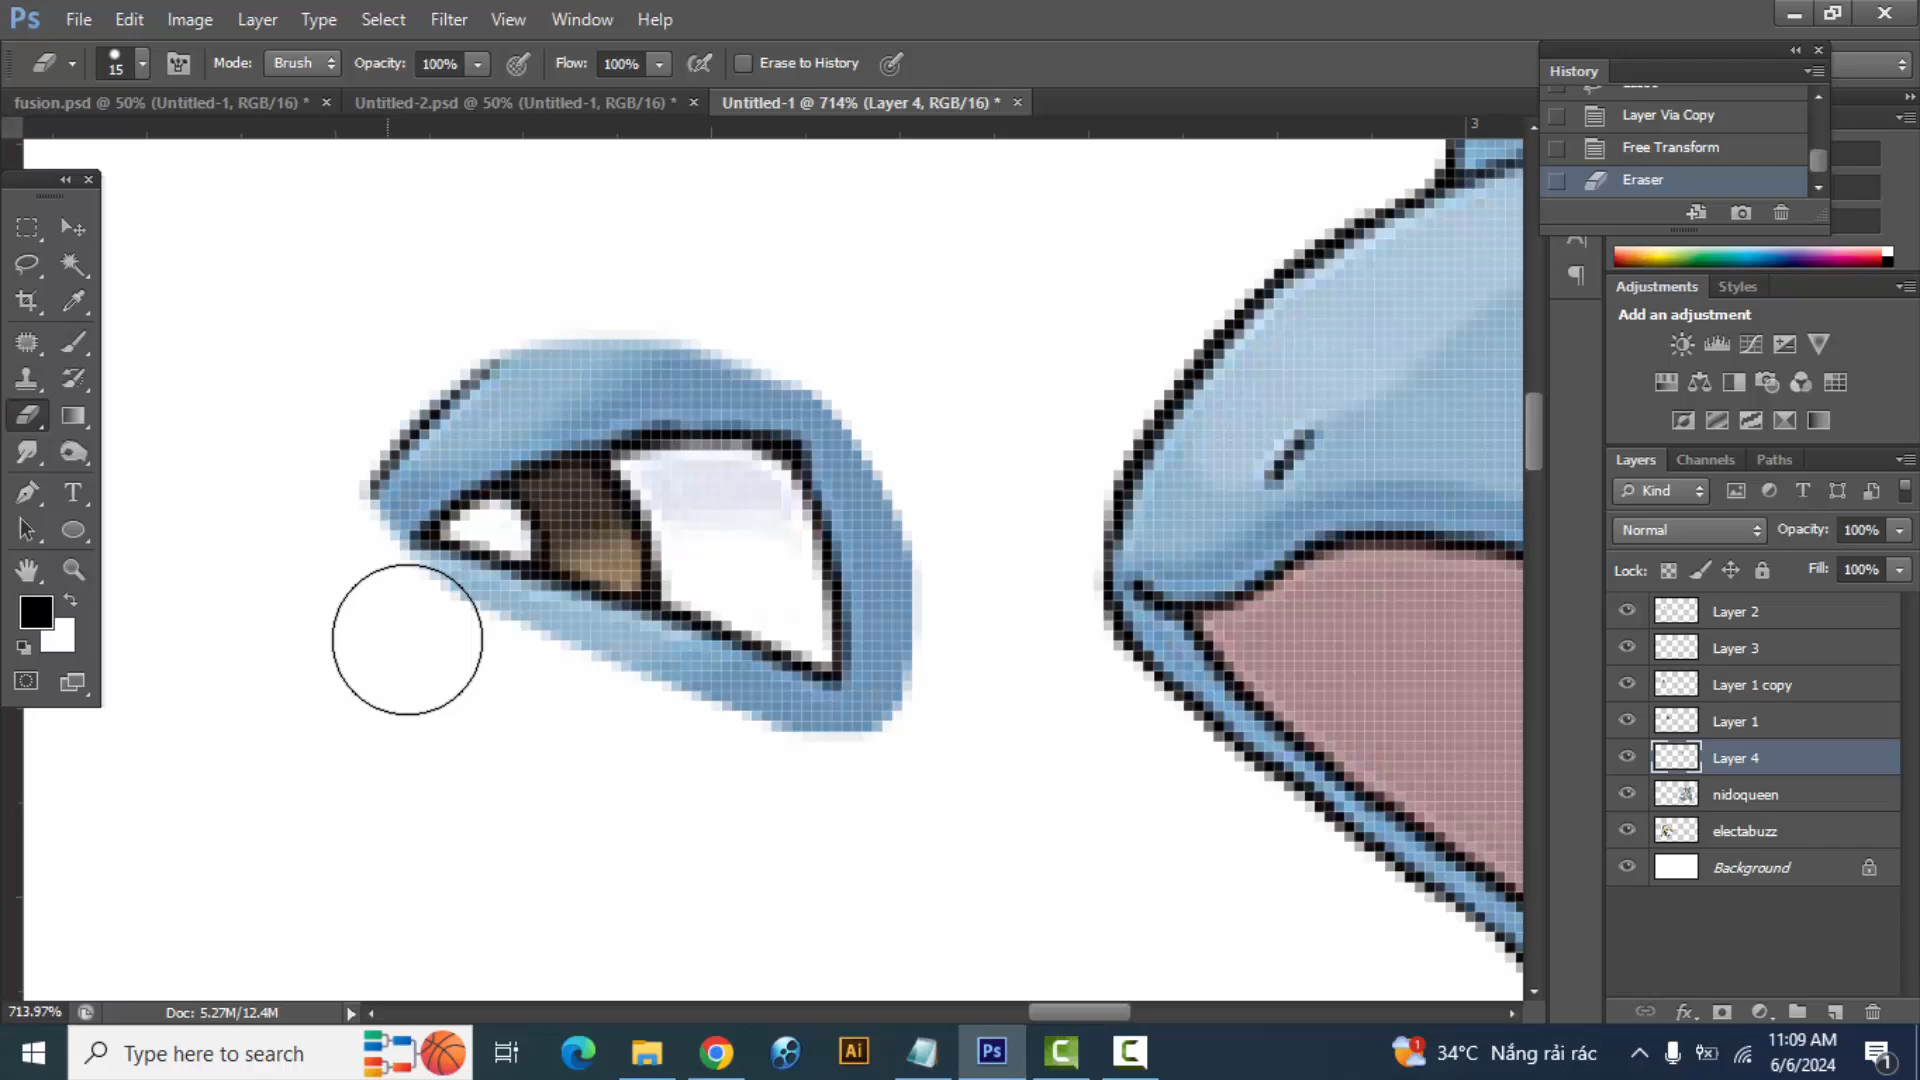 Ps File Edit Image Layer Type Select Filter View Window Help
15 Mode: Brush Opacity: 100% Flow: 100% Erase to History
fusion.psd @ 50% (Untitled-1, RGB/16) * Untitled-2.psd @ 50% (Untitled-1, RGB/16) * Untitled-1 @ 714% (Layer 4, RGB/16) *
3
History
Layer Via Copy
Free Transform
Eraser
Adjustments Styles
Add an adjustment
Layers Channels Paths
Kind
Normal Opacity: 100%
Lock: Fill: 100%
Layer 2
Layer 3
Layer 1 copy
Layer 1
Layer 4
nidoqueen
electabuzz
Background
713.97% Doc: 5.27M/12.4M
Type here to search
Ai
Ps
34°C Nắng rải rác
11:09 AM
6/6/2024
1